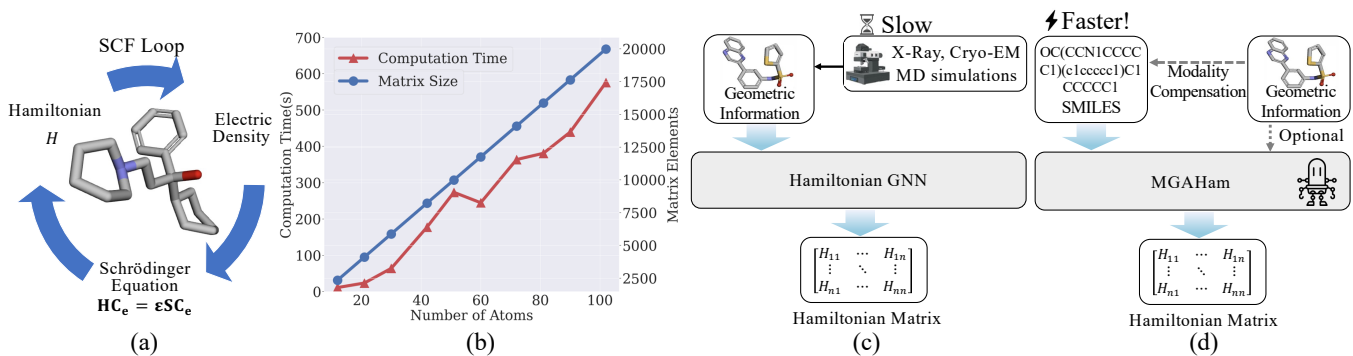 SCF Loop
Hamiltonian
H
Electric
Density
Schrödinger
Equation
HCₑ = εSCₑ
(a)
Computation Time
Matrix Size
Computation Time(s)
700
600
500
400
300
200
100
0
20
40
60
80
100
Number of Atoms
20000
17500
15000
12500
10000
7500
5000
2500
Matrix Elements
(b)
Slow
Geometric
Information
X-Ray, Cryo-EM
MD simulations
Hamiltonian GNN
H₁₁ ⋯ H₁ₙ
⋮ ⋱ ⋮
Hₙ₁ ⋯ Hₙₙ
Hamiltonian Matrix
(c)
Faster!
OC(CCN1CCCC
C1)(c1ccccc1)C1
CCCCC1
SMILES
Modality
Compensation
Geometric
Information
Optional
MGAHam
H₁₁ ⋯ H₁ₙ
⋮ ⋱ ⋮
Hₙ₁ ⋯ Hₙₙ
Hamiltonian Matrix
(d)